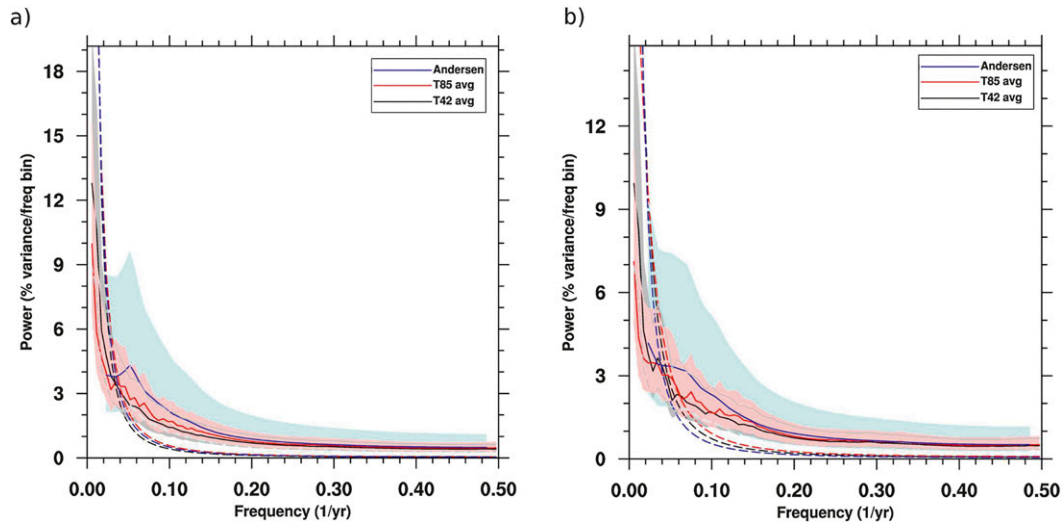 a)
18
15
12
9
6
3
0
Power (% variance/freq bin)
0.00 0.10 0.20 0.30 0.40 0.50
Frequency (1/yr)
Andersen
T85 avg
T42 avg
b)
12
9
6
3
0
Power (% variance/freq bin)
0.00 0.10 0.20 0.30 0.40 0.50
Frequency (1/yr)
Andersen
T85 avg
T42 avg